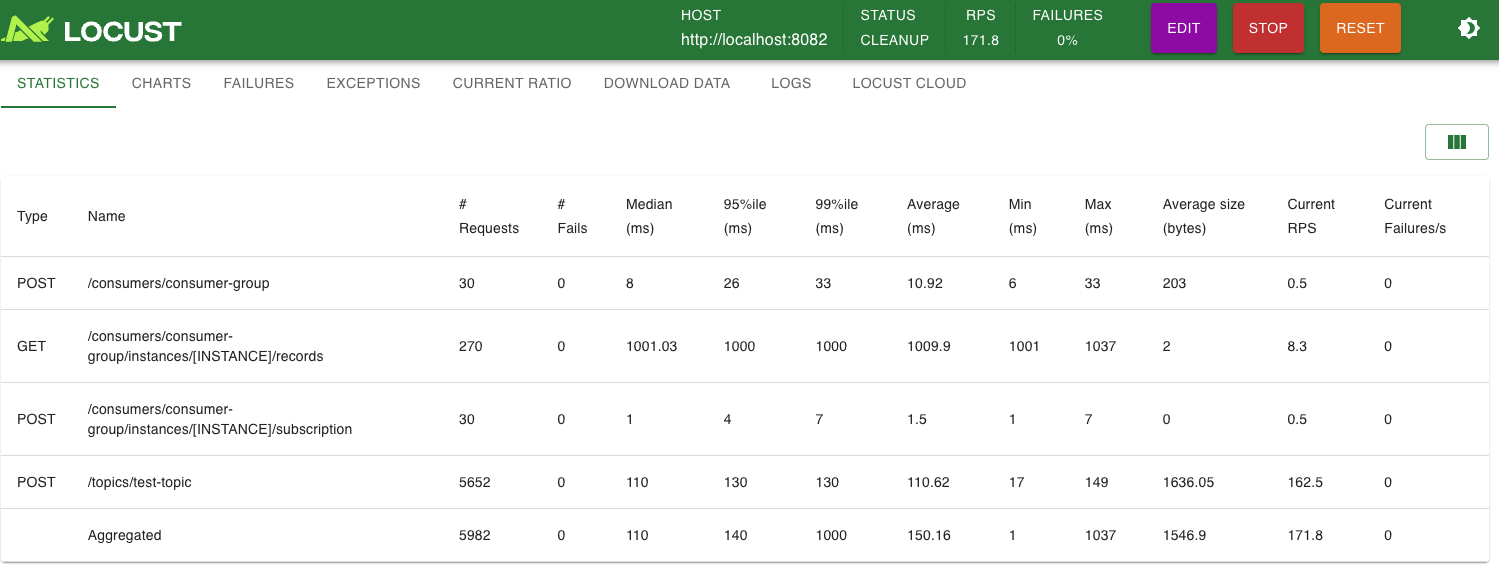 LOCUST
HOST
http://localhost:8082
STATUS
CLEANUP
RPS
171.8
FAILURES
0%
EDIT
STOP
RESET
STATISTICS CHARTS FAILURES EXCEPTIONS CURRENT RATIO DOWNLOAD DATA LOGS LOCUST CLOUD
Type
Name
#
Requests
#
Fails
Median
(ms)
95%ile
(ms)
99%ile
(ms)
Average
(ms)
Min
(ms)
Max
(ms)
Average size
(bytes)
Current
RPS
Current
Failures/s
POST /consumers/consumer-group 30 0 8 26 33 10.92 6 33 203 0.5 0
GET
/consumers/consumer-
group/instances/[INSTANCE]/records
270 0 1001.03 1000 1000 1009.9 1001 1037 2 8.3 0
POST
/consumers/consumer-
group/instances/[INSTANCE]/subscription
30 0 1 4 7 1.5 1 7 0 0.5 0
POST /topics/test-topic 5652 0 110 130 130 110.62 17 149 1636.05 162.5 0
Aggregated 5982 0 110 140 1000 150.16 1 1037 1546.9 171.8 0